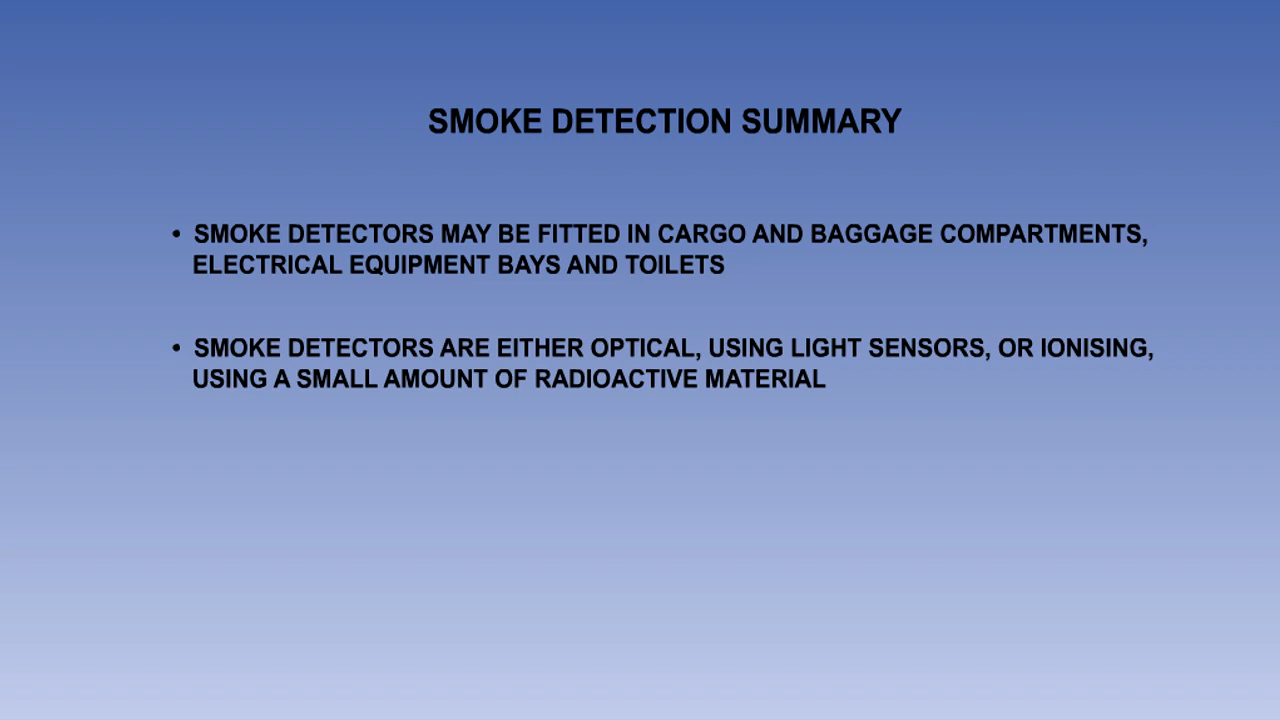 SMOKE DETECTION SUMMARY
• SMOKE DETECTORS MAY BE FITTED IN CARGO AND BAGGAGE COMPARTMENTS,
ELECTRICAL EQUIPMENT BAYS AND TOILETS
• SMOKE DETECTORS ARE EITHER OPTICAL, USING LIGHT SENSORS, OR IONISING,
USING A SMALL AMOUNT OF RADIOACTIVE MATERIAL